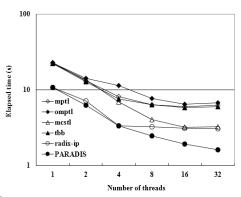 100
Elapsed time (s)
10
mptl
omptl
mcstl
tbb
radix-ip
PARADIS
1
1 2 4 8 16 32
Number of threads